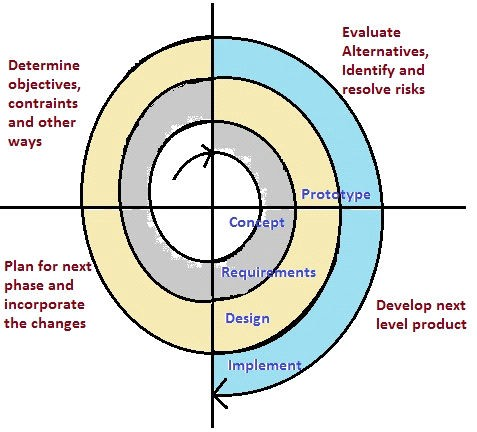 Determine
objectives,
contraints
and other
ways
Evaluate
Alternatives,
Identify and
resolve risks
Prototype
Concept
Requirements
Design
Implement
Plan for next
phase and
incorporate
the changes
Develop next
level product